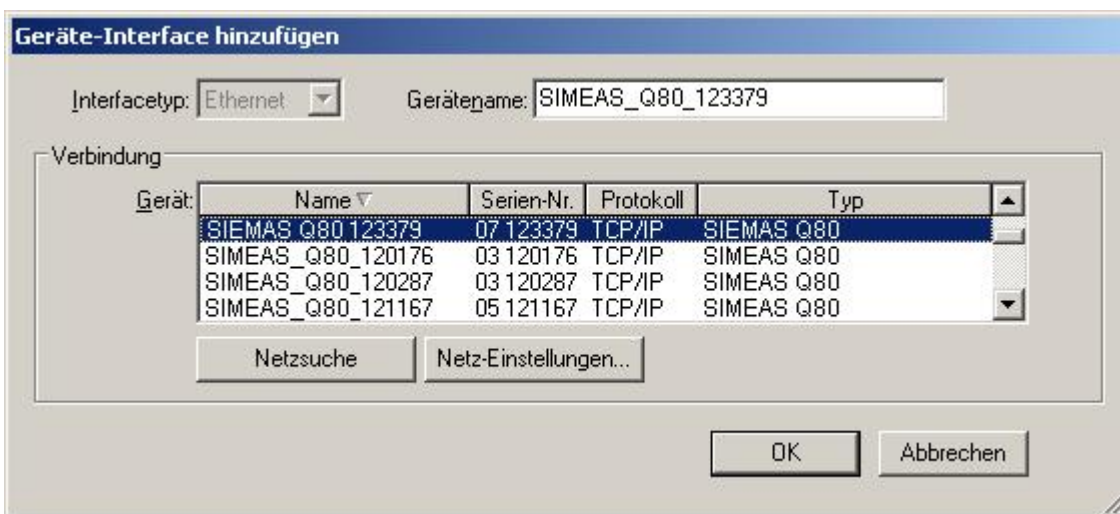 Geräte-Interface hinzufügen
Interfacetyp: Ethernet Gerätename: SIMEAS_Q80_123379
Verbindung
Gerät: Name Serien-Nr. Protokoll Typ
SIEMAS Q80 123379 07 123379 TCP/IP SIEMAS Q80
SIMEAS_Q80_120176 03 120176 TCP/IP SIMEAS Q80
SIMEAS_Q80_120287 03 120287 TCP/IP SIMEAS Q80
SIMEAS_Q80_121167 05 121167 TCP/IP SIMEAS Q80
Netzsuche Netz-Einstellungen...
OK Abbrechen